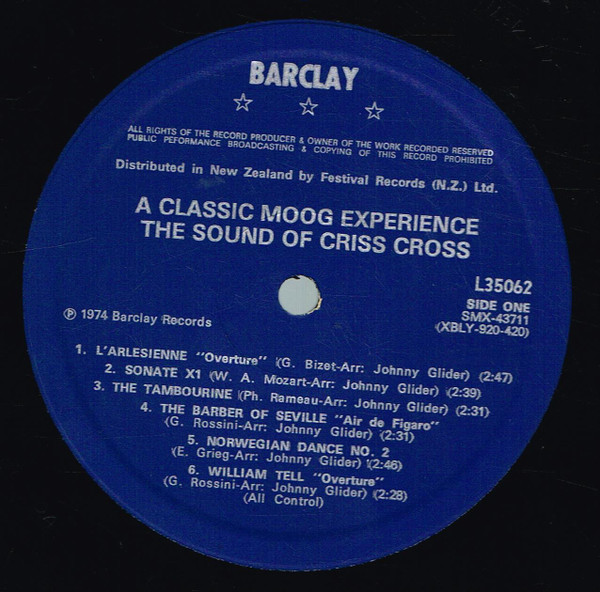 BARCLAY
ALL RIGHTS OF THE RECORD PRODUCER & OWNER OF THE WORK RECORDED RESERVED
PUBLIC PEFORMANCE BROADCASTING & COPYING OF THIS RECORD PROHIBITED
Distributed in New Zealand by Festival Records (N.Z.) Ltd.
A CLASSIC MOOG EXPERIENCE
THE SOUND OF CRISS CROSS
L35062
SIDE ONE
SMX-43711
(XBLY-920-420)
℗ 1974 Barclay Records
1. L'ARLESIENNE "Overture" (G. Bizet-Arr: Johnny Glider) (2:47)
2. SONATE X1 (W. A. Mozart-Arr: Johnny Glider) (2:39)
3. THE TAMBOURINE (Ph. Rameau-Arr: Johnny Glider) (2:31)
4. THE BARBER OF SEVILLE "Air de Figaro"
(G. Rossini-Arr: Johnny Glider) (2:31)
5. NORWEGIAN DANCE NO. 2
(E. Grieg-Arr: Johnny Glider) (2:46)
6. WILLIAM TELL "Overture"
(G. Rossini-Arr: Johnny Glider) (2:28)
(All Control)